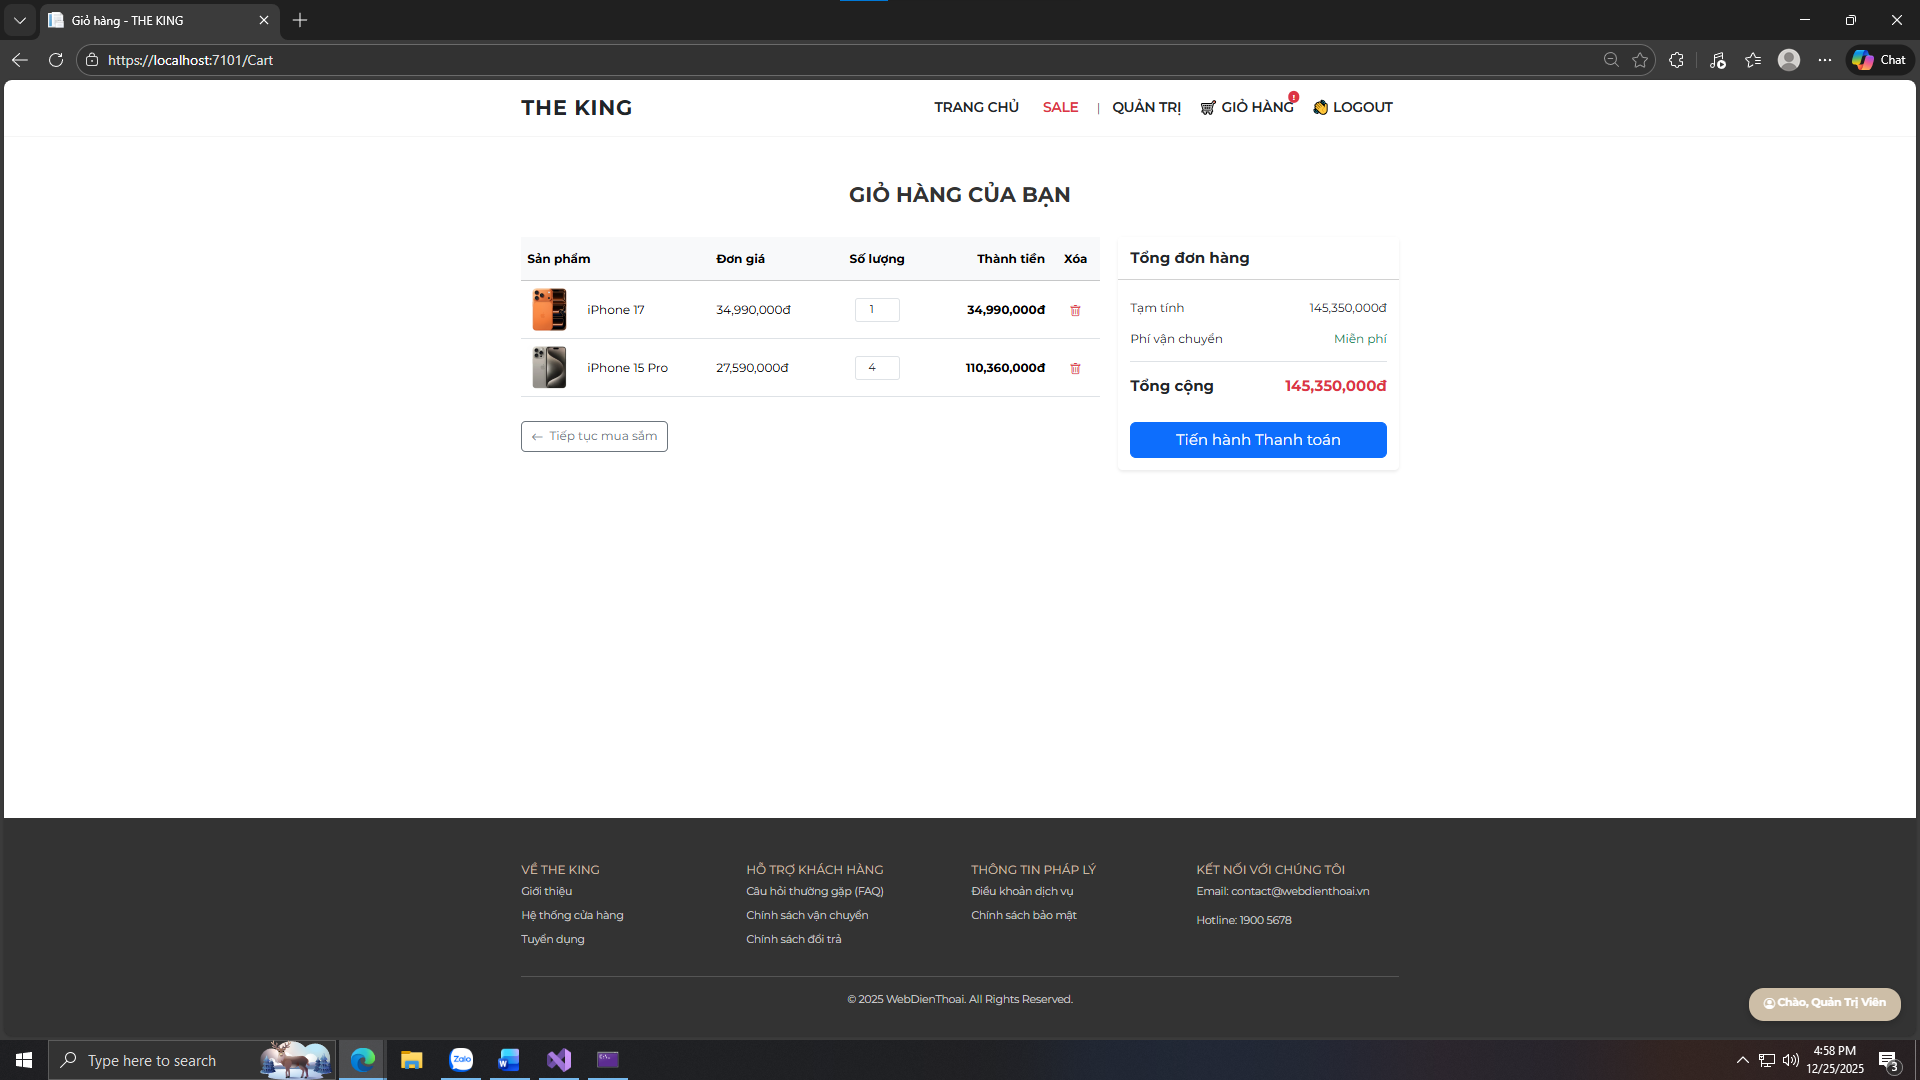 Giỏ hàng - THE KING
https://localhost:7101/Cart
Chat
THE KING
TRANG CHỦ
SALE
|
QUẢN TRỊ
GIỎ HÀNG
!
LOGOUT
GIỎ HÀNG CỦA BẠN
Sản phẩm Đơn giá Số lượng Thành tiền Xóa
iPhone 17 34,990,000đ 1 34,990,000đ
iPhone 15 Pro 27,590,000đ 4 110,360,000đ
← Tiếp tục mua sắm
Tổng đơn hàng
Tạm tính 145,350,000đ
Phí vận chuyển Miễn phí
Tổng cộng 145,350,000đ
Tiến hành Thanh toán
VỀ THE KING
Giới thiệu
Hệ thống cửa hàng
Tuyển dụng
HỖ TRỢ KHÁCH HÀNG
Câu hỏi thường gặp (FAQ)
Chính sách vận chuyển
Chính sách đổi trả
THÔNG TIN PHÁP LÝ
Điều khoản dịch vụ
Chính sách bảo mật
KẾT NỐI VỚI CHÚNG TÔI
Email: contact@webdienthoai.vn
Hotline: 1900 5678
© 2025 WebDienThoai. All Rights Reserved.
Chào, Quản Trị Viên
Type here to search
Zalo
W
4:58 PM
12/25/2025
3